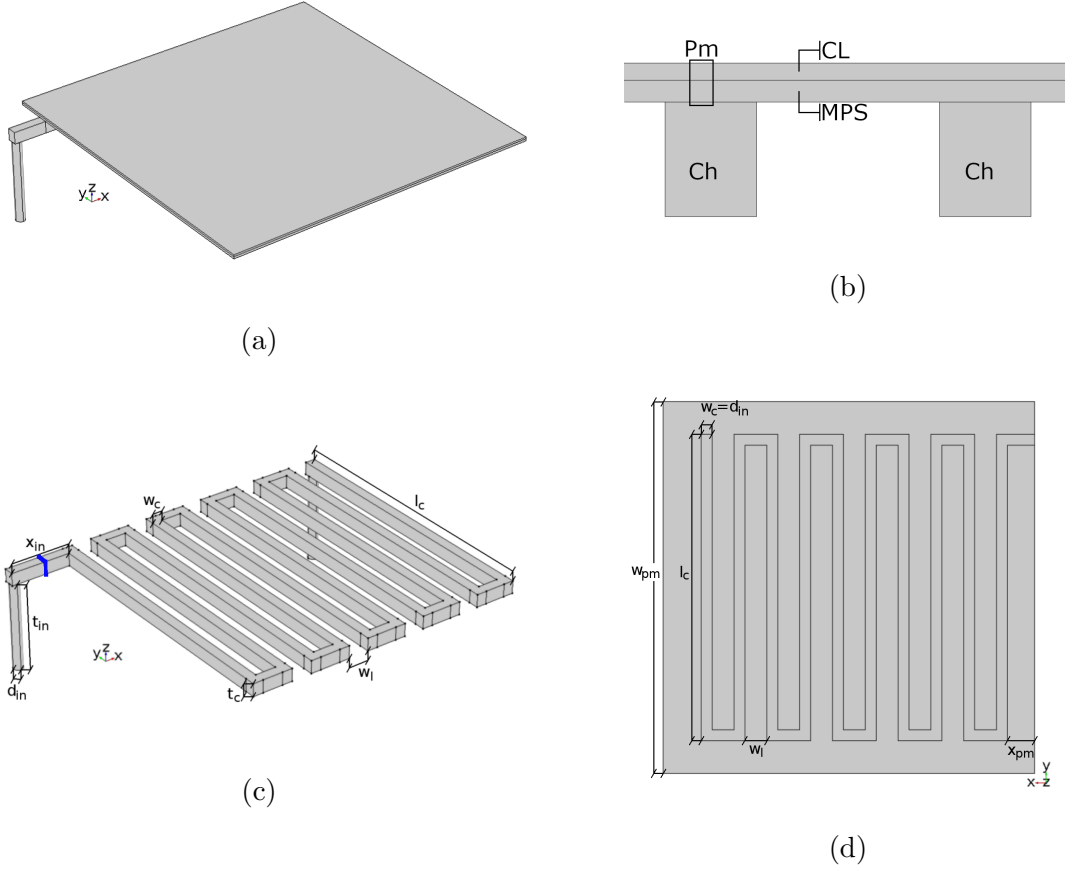 y z x
(a)
Pm
CL
MPS
Ch
Ch
(b)
x_in
w_c
l_c
t_in
d_in
y z x
t_c
w_l
(c)
w_c=d_in
w_pm
l_c
w_l
x_pm
y
x z
(d)